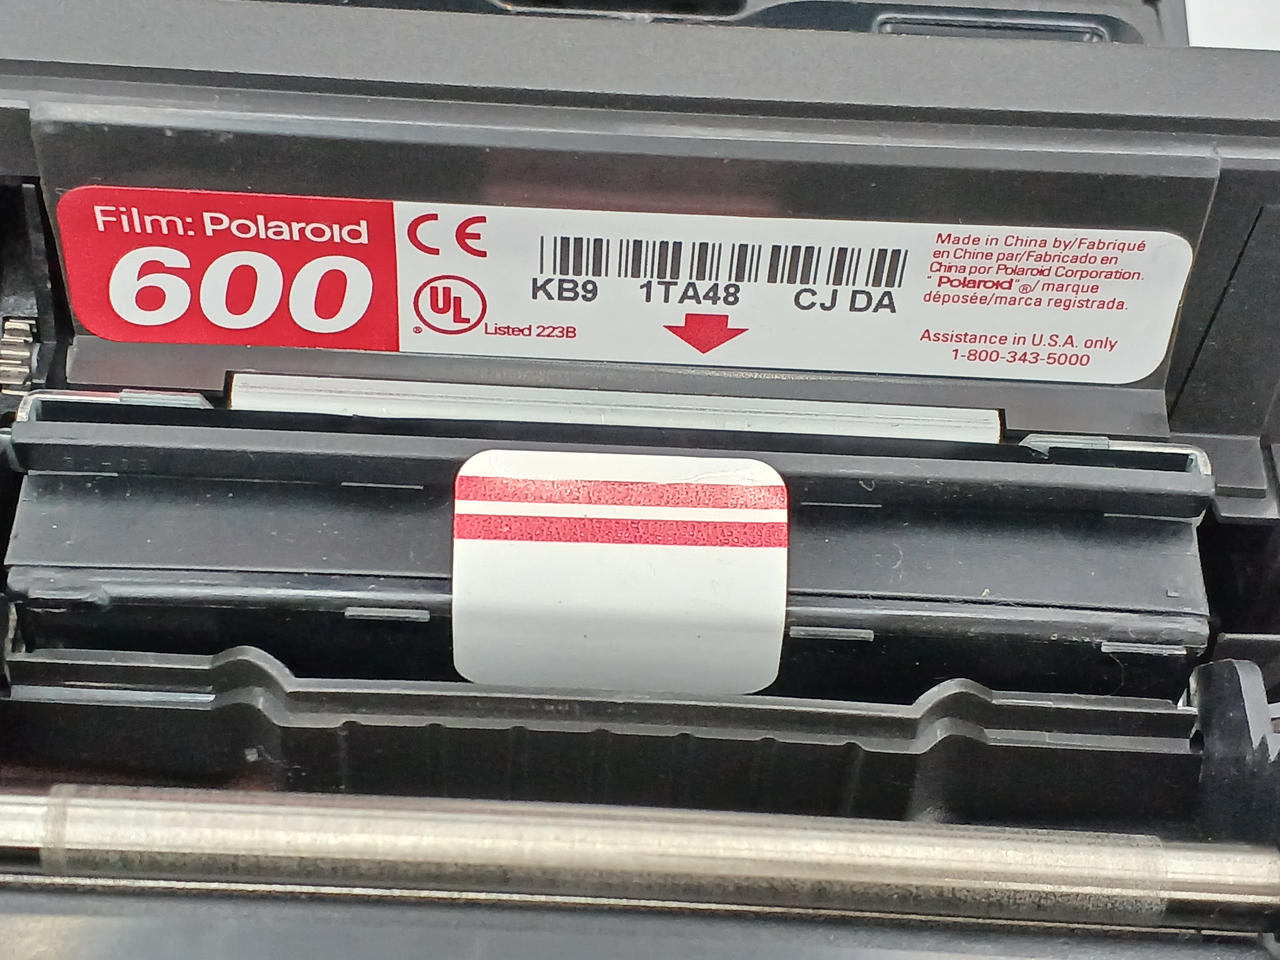 Film: Polaroid
600
CE
UL
®
Listed 223B
KB9 1TA48 CJ DA
Made in China by/Fabriqué
en Chine par/Fabricado en
China por Polaroid Corporation.
"Polaroid"®/marque
déposée/marca registrada.
Assistance in U.S.A. only
1-800-343-5000